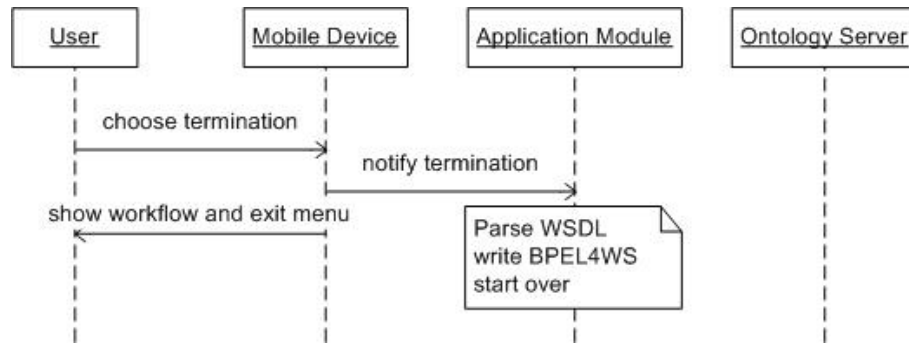 User
Mobile Device
Application Module
Ontology Server
choose termination
notify termination
show workflow and exit menu
Parse WSDL
write BPEL4WS
start over